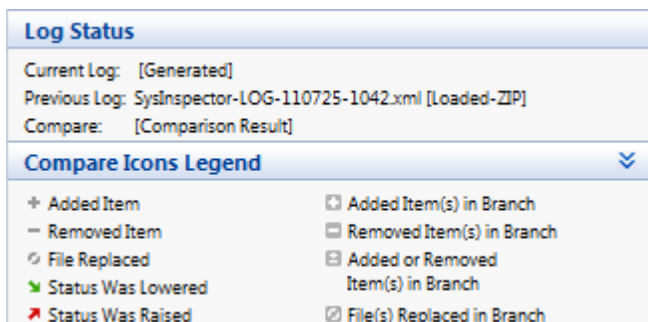 Log Status
Current Log: [Generated]
Previous Log: SysInspector-LOG-110725-1042.xml [Loaded-ZIP]
Compare: [Comparison Result]
Compare Icons Legend
Added Item
Removed Item
File Replaced
Status Was Lowered
Status Was Raised
Added Item(s) in Branch
Removed Item(s) in Branch
Added or Removed
Item(s) in Branch
File(s) Replaced in Branch